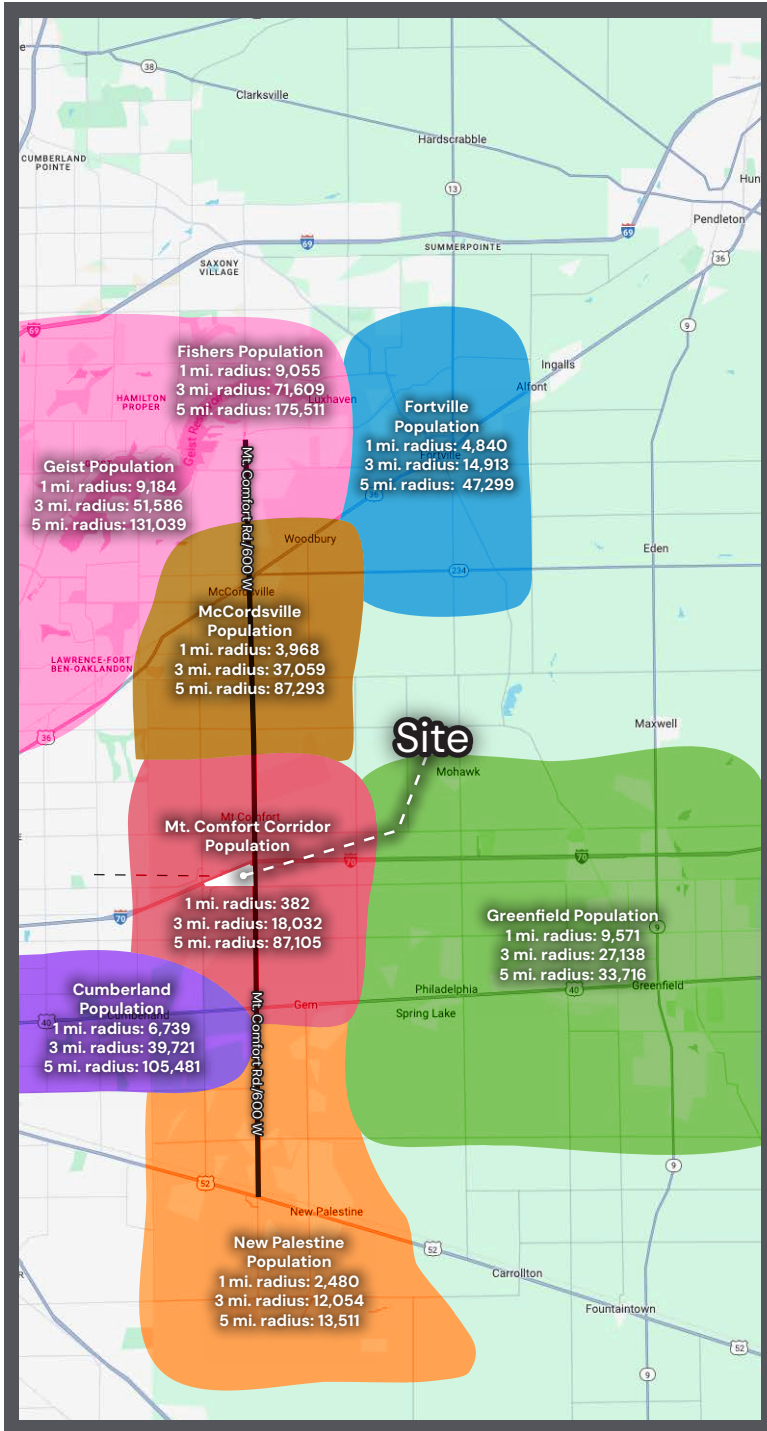 38
Clarksville
Hardscrabble
CUMBERLAND
POINTE
13
Pendleton
69
69
SUMMERPOINTE
36
SAXONY
VILLAGE
9
69
Fishers Population
1 mi. radius: 9,055
3 mi. radius: 71,609
5 mi. radius: 175,511
HAMILTON
PROPER
Luxhaven
Ingalls
Alfont
Fortville
Population
1 mi. radius: 4,840
3 mi. radius: 14,913
5 mi. radius: 47,299
Fortville
36
Geist Population
1 mi. radius: 9,184
3 mi. radius: 51,586
5 mi. radius: 131,039
Mt. Comfort Rd./600 W
Woodbury
Eden
234
McCordsville
McCordsville
Population
1 mi. radius: 3,968
3 mi. radius: 37,059
5 mi. radius: 87,293
LAWRENCE-FORT
BEN-OAKLANDON
36
Site
Maxwell
Mohawk
Mt Comfort
Mt. Comfort Corridor
Population
70
70
1 mi. radius: 382
3 mi. radius: 18,032
5 mi. radius: 87,105
70
Greenfield Population
1 mi. radius: 9,571
3 mi. radius: 27,138
5 mi. radius: 33,716
9
Greenfield
Philadelphia
40
Spring Lake
Gem
Cumberland
Population
Cumberland
40
1 mi. radius: 6,739
3 mi. radius: 39,721
5 mi. radius: 105,481
Mt. Comfort Rd./600 W
9
52
New Palestine
New Palestine
Population
1 mi. radius: 2,480
3 mi. radius: 12,054
5 mi. radius: 13,511
52
Carrollton
Fountaintown
52
9